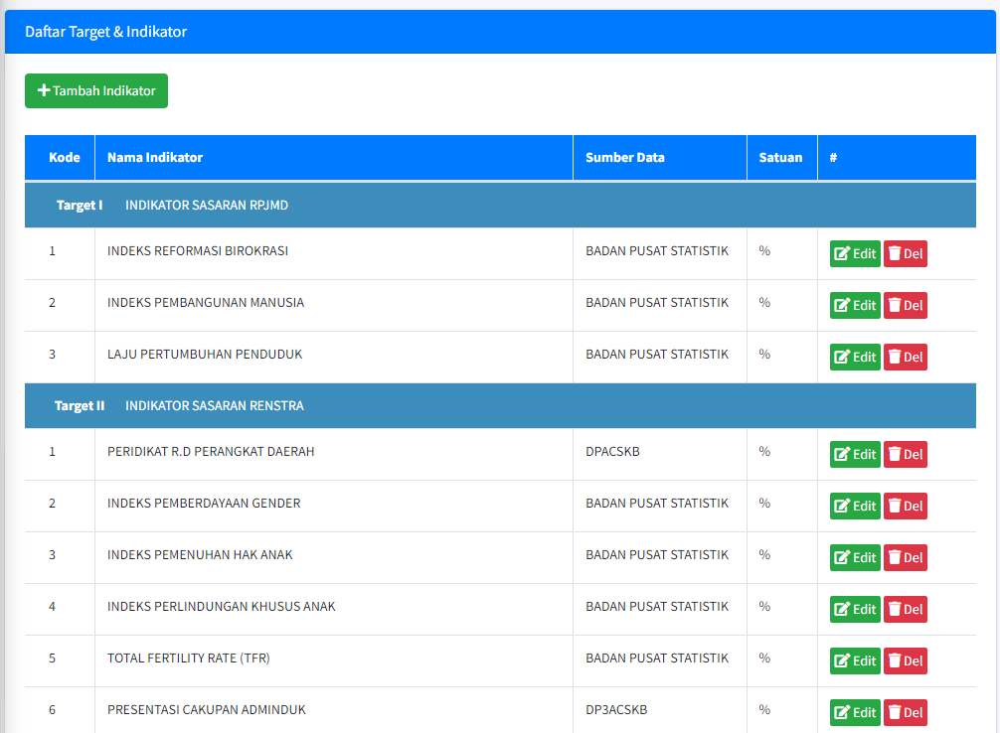 Daftar Target & Indikator
Tambah Indikator
Kode Nama Indikator Sumber Data Satuan #
Target I INDIKATOR SASARAN RPJMD
1 INDEKS REFORMASI BIROKRASI BADAN PUSAT STATISTIK % Edit Del
2 INDEKS PEMBANGUNAN MANUSIA BADAN PUSAT STATISTIK % Edit Del
3 LAJU PERTUMBUHAN PENDUDUK BADAN PUSAT STATISTIK % Edit Del
Target II INDIKATOR SASARAN RENSTRA
1 PERIDIKAT R.D PERANGKAT DAERAH DPACSKB % Edit Del
2 INDEKS PEMBERDAYAAN GENDER BADAN PUSAT STATISTIK % Edit Del
3 INDEKS PEMENUHAN HAK ANAK BADAN PUSAT STATISTIK % Edit Del
4 INDEKS PERLINDUNGAN KHUSUS ANAK BADAN PUSAT STATISTIK % Edit Del
5 TOTAL FERTILITY RATE (TFR) BADAN PUSAT STATISTIK % Edit Del
6 PRESENTASI CAKUPAN ADMINDUK DP3ACSKB % Edit Del